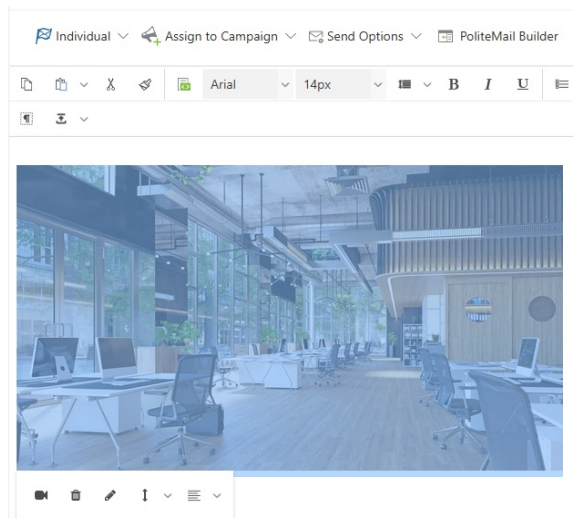 Individual Assign to Campaign Send Options PoliteMail Builder
Arial 14px B I U